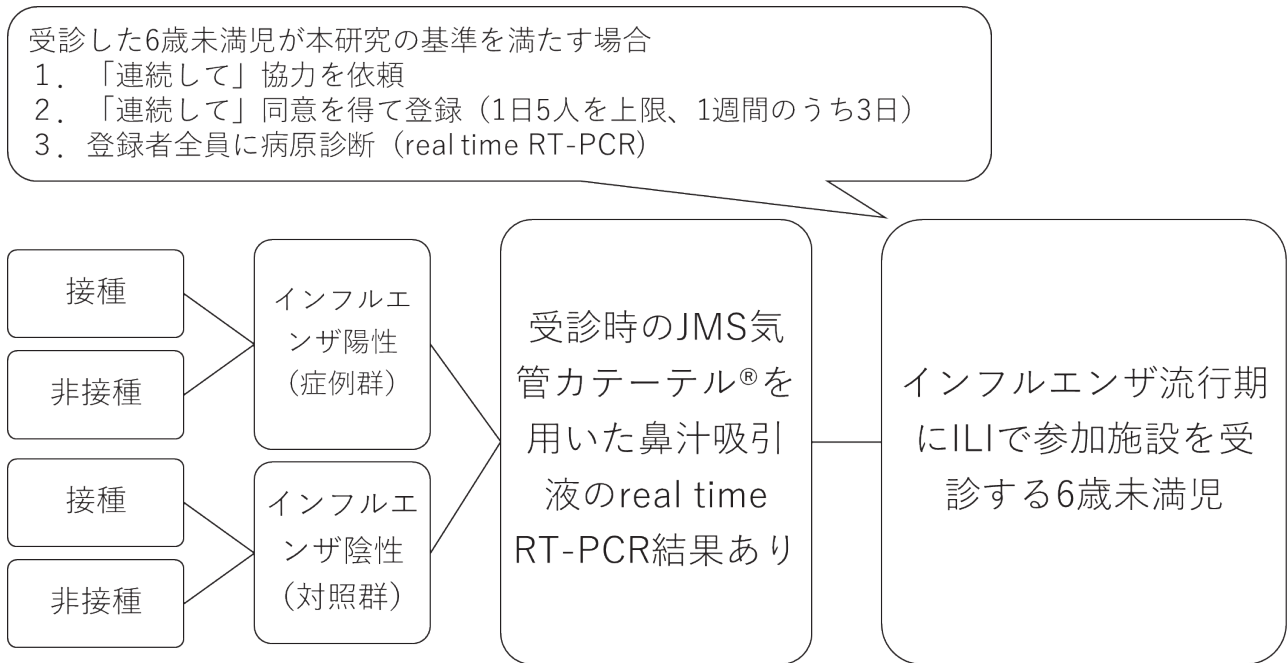 受診した6歳未満児が本研究の基準を満たす場合
1．「連続して」協力を依頼
2．「連続して」同意を得て登録（1日5人を上限、1週間のうち3日）
3．登録者全員に病原診断（real time RT-PCR）
接種
非接種
接種
非接種
インフルエ
ンザ陽性
（症例群）
インフルエ
ンザ陰性
（対照群）
受診時のJMS気
管カテーテル®を
用いた鼻汁吸引
液のreal time
RT-PCR結果あり
インフルエンザ流行期
にILIで参加施設を受
診する6歳未満児